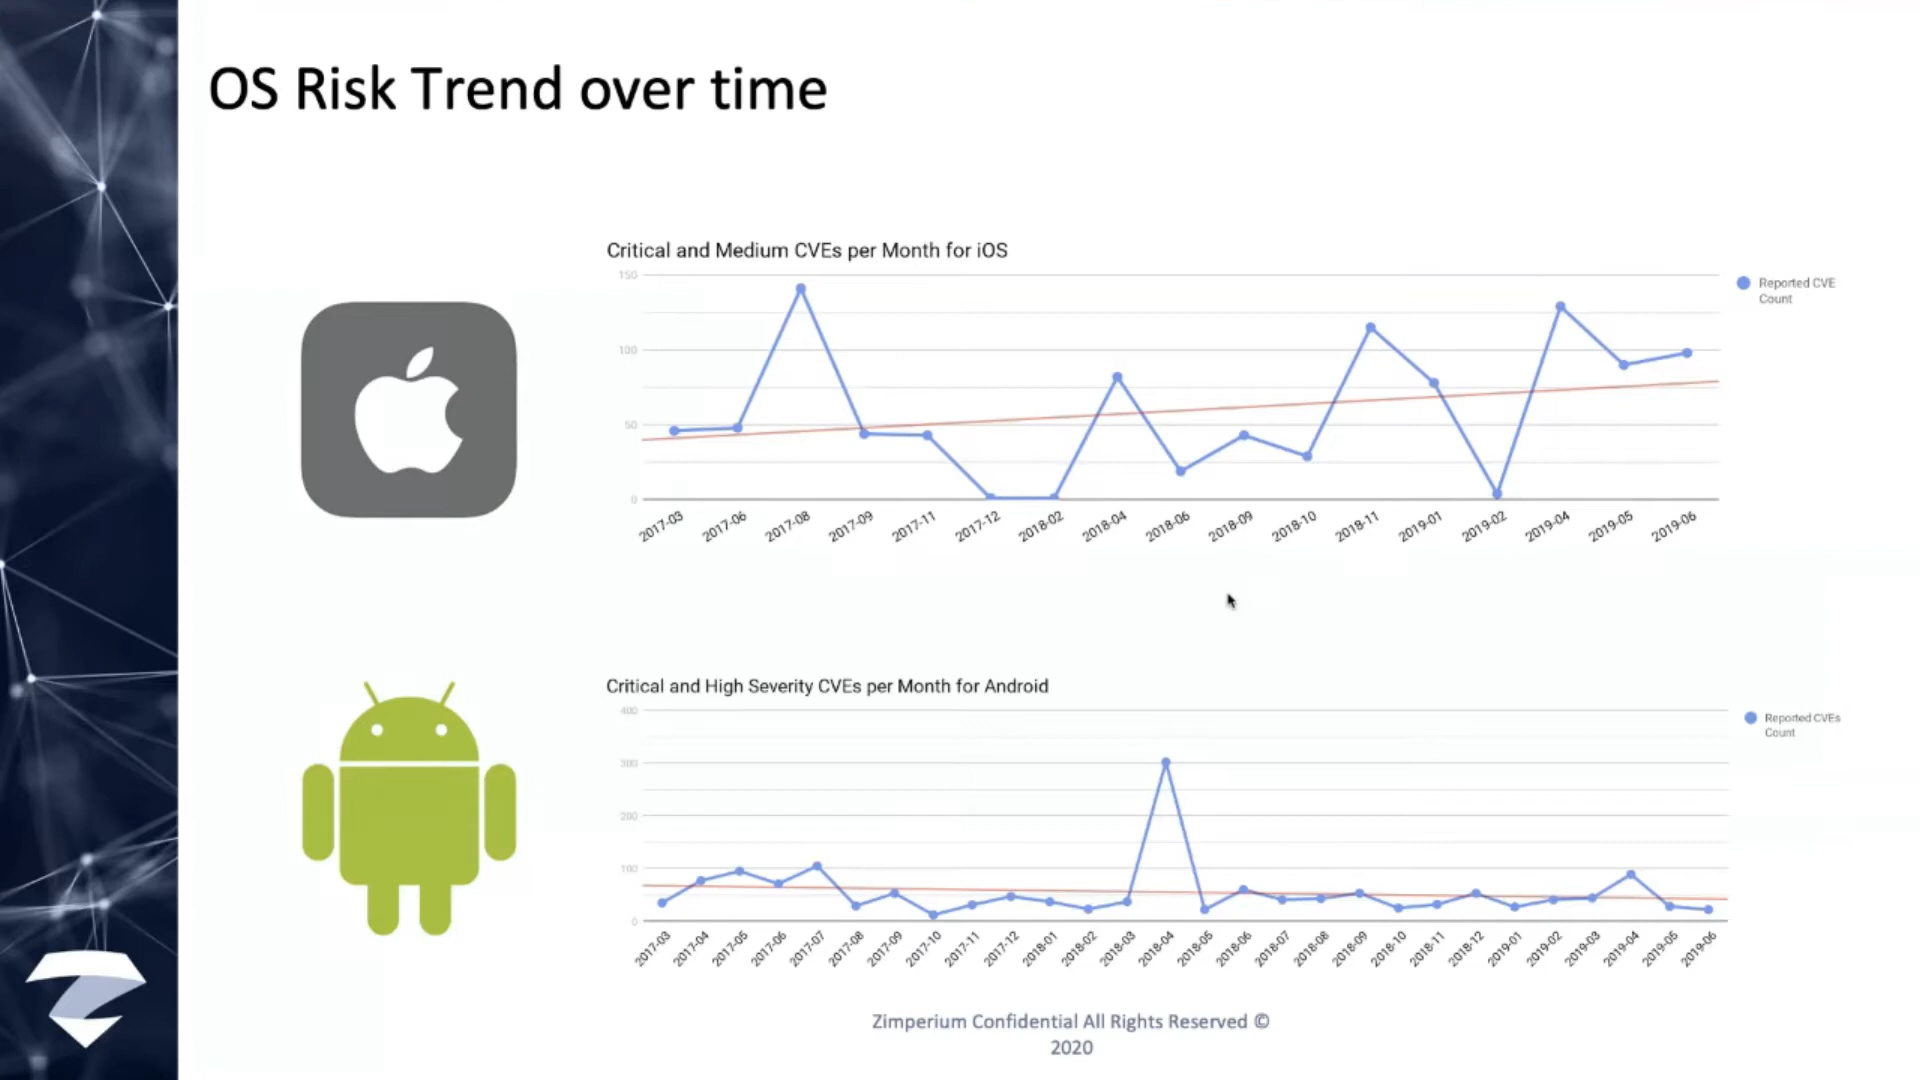 OS Risk Trend over time
Critical and Medium CVEs per Month for iOS
150
100
50
0
Reported CVE
Count
2017-03 2017-06 2017-08 2017-09 2017-11 2017-12 2018-02 2018-04 2018-06 2018-09 2018-10 2018-11 2019-01 2019-02 2019-04 2019-05 2019-06
Critical and High Severity CVEs per Month for Android
400
300
200
100
0
Reported CVEs
Count
2017-03 2017-04 2017-05 2017-06 2017-07 2017-08 2017-09 2017-10 2017-11 2017-12 2018-01 2018-02 2018-03 2018-04 2018-05 2018-06 2018-07 2018-08 2018-09 2018-10 2018-11 2018-12 2019-01 2019-02 2019-03 2019-04 2019-05 2019-06
Zimperium Confidential All Rights Reserved ©
2020